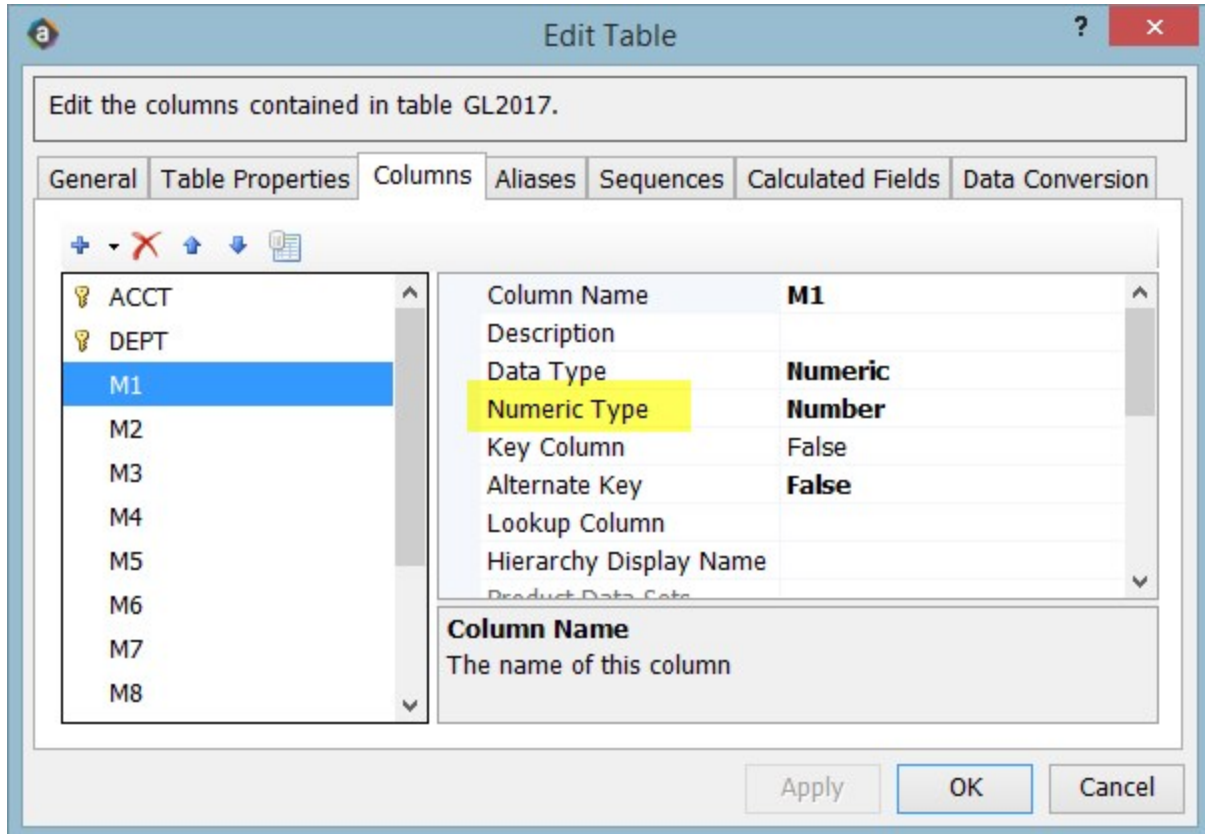 Edit Table
?
Edit the columns contained in table GL2017.
General Table Properties Columns Aliases Sequences Calculated Fields Data Conversion
ACCT
DEPT
M1
M2
M3
M4
M5
M6
M7
M8
Column Name M1
Description
Data Type Numeric
Numeric Type Number
Key Column False
Alternate Key False
Lookup Column
Hierarchy Display Name
Product Data Sets
Column Name
The name of this column
Apply OK Cancel